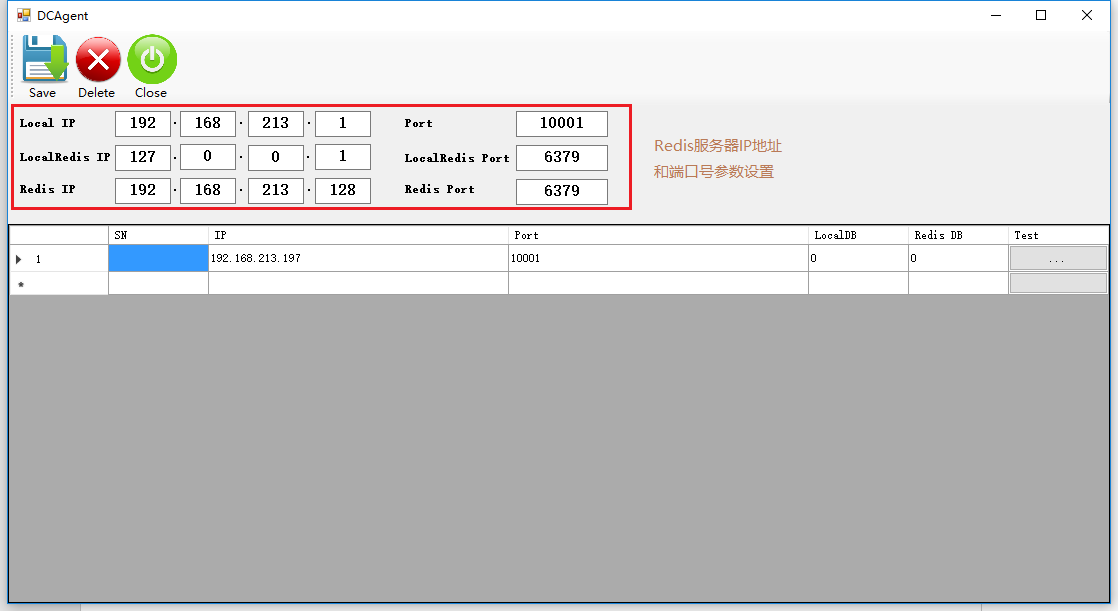 DCAgent
Save Delete Close
Local IP 192 . 168 . 213 . 1 Port 10001
LocalRedis IP 127 . 0 . 0 . 1 LocalRedis Port 6379
Redis IP 192 . 168 . 213 . 128 Redis Port 6379
Redis服务器IP地址
和端口号参数设置
SN IP Port LocalDB Redis DB Test
1 192.168.213.197 10001 0 0 ...
*